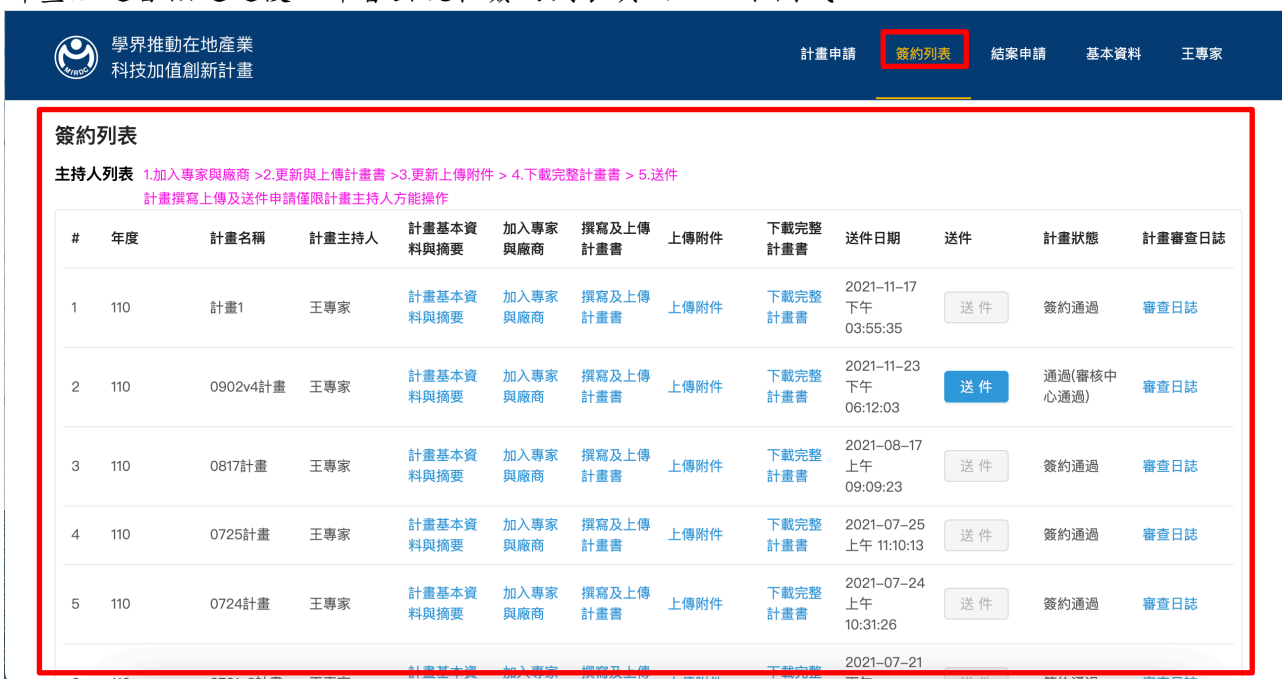 學界推動在地產業
科技加值創新計畫
MIRDC
計畫申請 簽約列表 結案申請 基本資料 王專家
簽約列表
主持人列表 1.加入專家與廠商 >2.更新與上傳計畫書 >3.更新上傳附件 > 4.下載完整計畫書 > 5.送件
計畫撰寫上傳及送件申請僅限計畫主持人方能操作
# 年度 計畫名稱 計畫主持人 計畫基本資料與摘要 加入專家與廠商 撰寫及上傳計畫書 上傳附件 下載完整計畫書 送件日期 送件 計畫狀態 計畫審查日誌
1 110 計畫1 王專家 計畫基本資料與摘要 加入專家與廠商 撰寫及上傳計畫書 上傳附件 下載完整計畫書 2021-11-17 下午 03:55:35 送 件 簽約通過 審查日誌
2 110 0902v4計畫 王專家 計畫基本資料與摘要 加入專家與廠商 撰寫及上傳計畫書 上傳附件 下載完整計畫書 2021-11-23 下午 06:12:03 送 件 通過(審核中心通過) 審查日誌
3 110 0817計畫 王專家 計畫基本資料與摘要 加入專家與廠商 撰寫及上傳計畫書 上傳附件 下載完整計畫書 2021-08-17 上午 09:09:23 送 件 簽約通過 審查日誌
4 110 0725計畫 王專家 計畫基本資料與摘要 加入專家與廠商 撰寫及上傳計畫書 上傳附件 下載完整計畫書 2021-07-25 上午 11:10:13 送 件 簽約通過 審查日誌
5 110 0724計畫 王專家 計畫基本資料與摘要 加入專家與廠商 撰寫及上傳計畫書 上傳附件 下載完整計畫書 2021-07-24 上午 10:31:26 送 件 簽約通過 審查日誌
2021-07-21